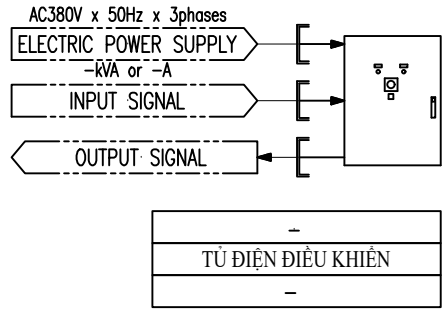 AC380V x 50Hz x 3phases
ELECTRIC POWER SUPPLY
-kVA or -A
INPUT SIGNAL
OUTPUT SIGNAL
-
TỦ ĐIỆN ĐIỀU KHIỂN
-